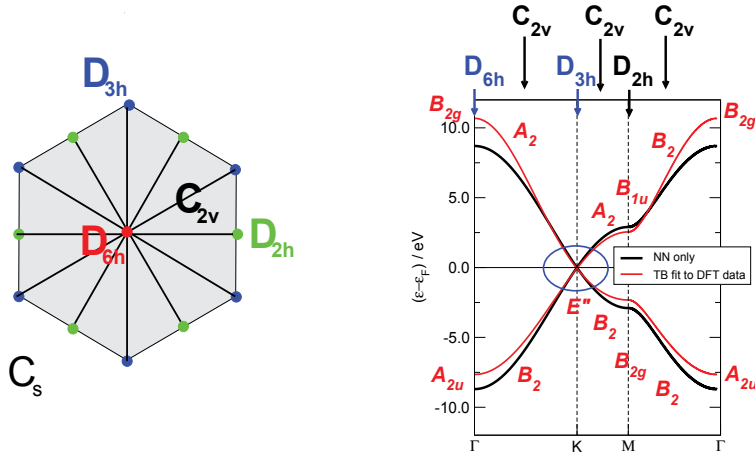 D3h
C2v
D6h
D2h
Cs
C2v C2v C2v
D6h D3h D2h
B2g A2 B2 B2g
B1u
A2
E"
B2
B2g
A2u B2 B2 A2u
10.0
5.0
0.0
-5.0
-10.0
(ε-εF) / eV
NN only
TB fit to DFT data
Γ K M Γ